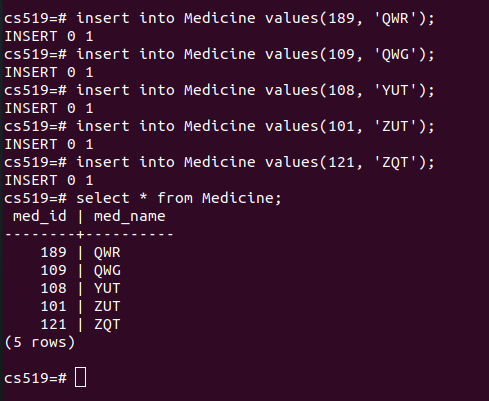 cs519=# insert into Medicine values(189, 'QWR');
INSERT 0 1
cs519=# insert into Medicine values(109, 'QWG');
INSERT 0 1
cs519=# insert into Medicine values(108, 'YUT');
INSERT 0 1
cs519=# insert into Medicine values(101, 'ZUT');
INSERT 0 1
cs519=# insert into Medicine values(121, 'ZQT');
INSERT 0 1
cs519=# select * from Medicine;
 med_id | med_name
--------+----------
    189 | QWR
    109 | QWG
    108 | YUT
    101 | ZUT
    121 | ZQT
(5 rows)

cs519=#